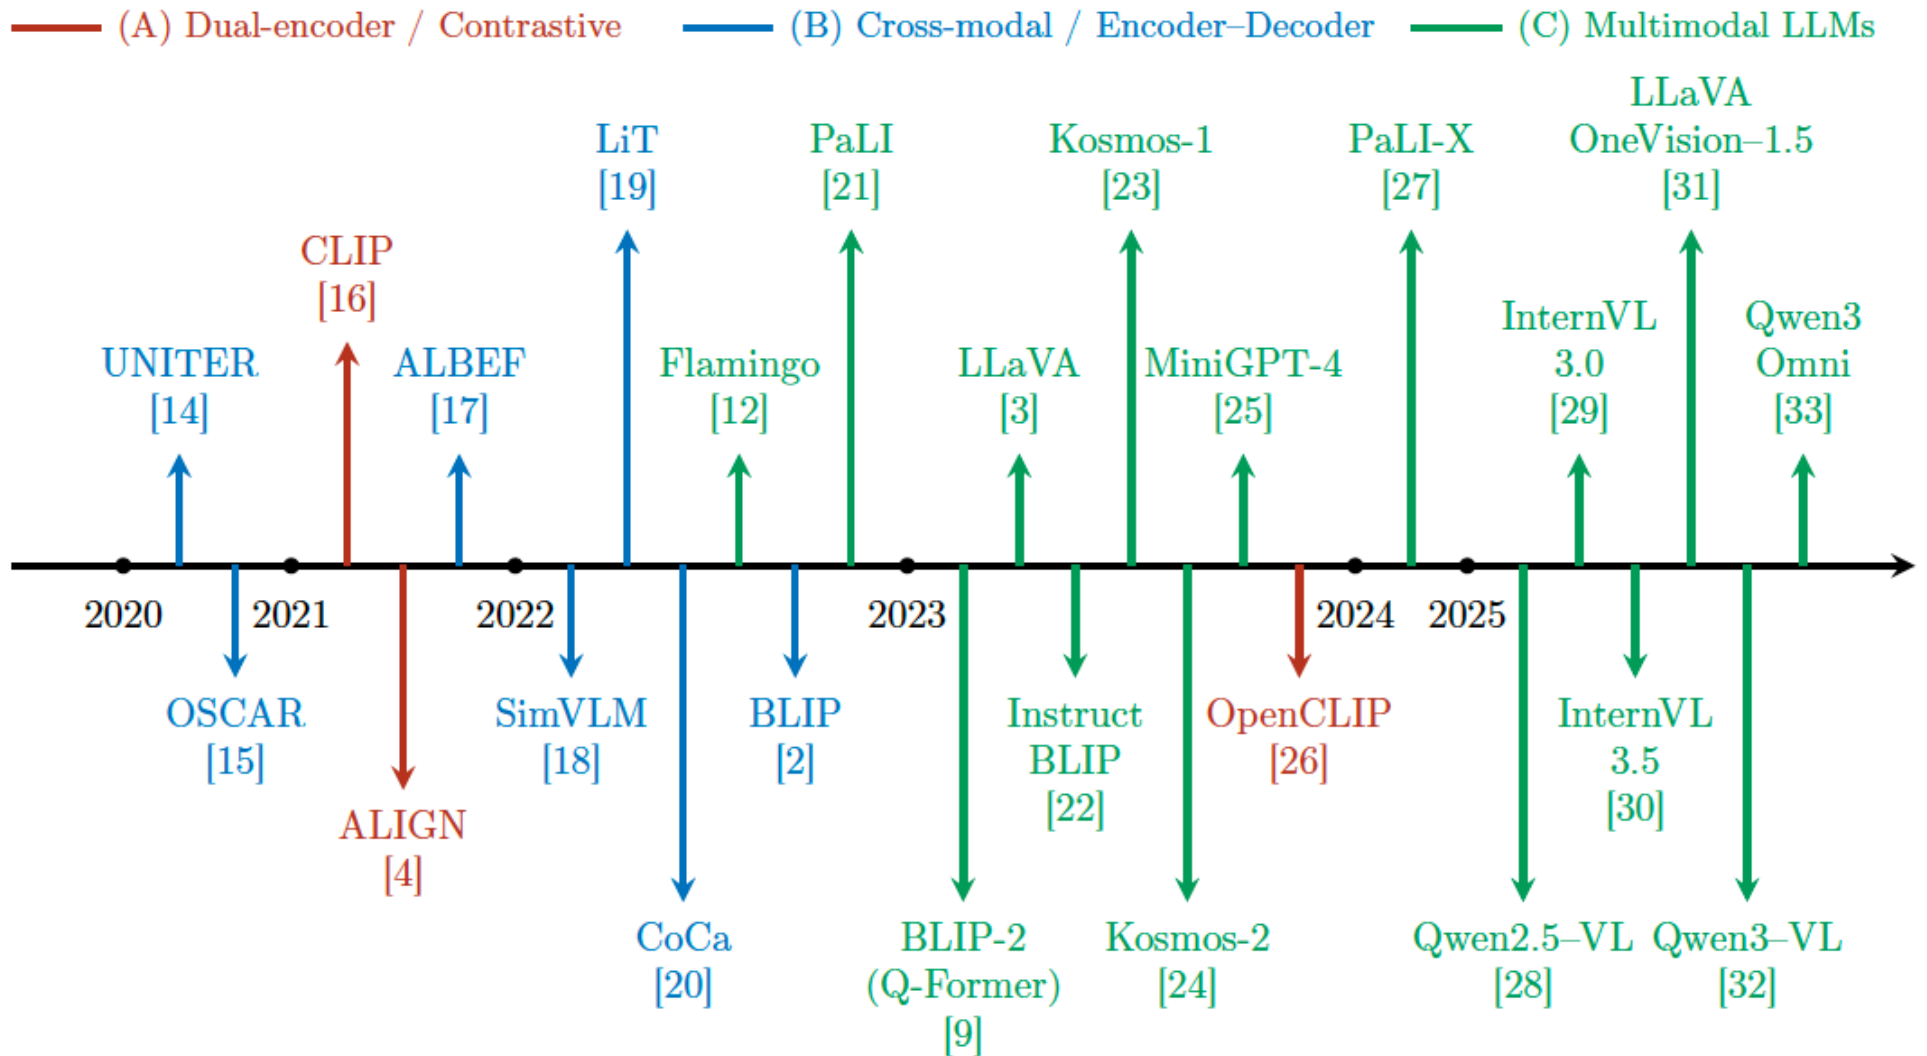 (A) Dual-encoder / Contrastive
(B) Cross-modal / Encoder–Decoder
(C) Multimodal LLMs
UNITER
[14]
CLIP
[16]
ALBEF
[17]
LiT
[19]
Flamingo
[12]
PaLI
[21]
LLaVA
[3]
Kosmos-1
[23]
MiniGPT-4
[25]
PaLI-X
[27]
InternVL
3.0
[29]
LLaVA
OneVision–1.5
[31]
Qwen3
Omni
[33]
2020
2021
2022
2023
2024
2025
OSCAR
[15]
ALIGN
[4]
SimVLM
[18]
CoCa
[20]
BLIP
[2]
BLIP-2
(Q-Former)
[9]
Instruct
BLIP
[22]
Kosmos-2
[24]
OpenCLIP
[26]
Qwen2.5–VL
[28]
InternVL
3.5
[30]
Qwen3–VL
[32]